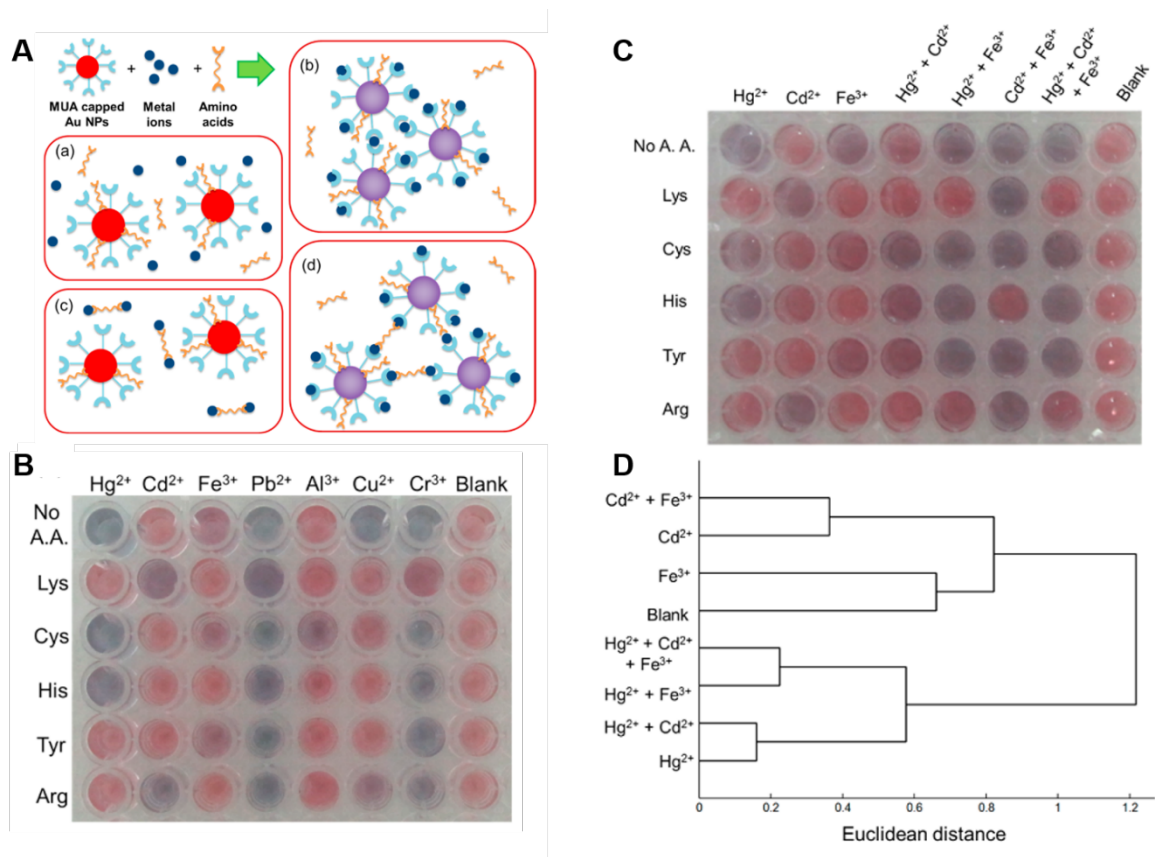 A
MUA capped
Au NPs
+
Metal
ions
+
Amino
acids
(a)
(b)
(c)
(d)
B
Hg²⁺ Cd²⁺ Fe³⁺ Pb²⁺ Al³⁺ Cu²⁺ Cr³⁺ Blank
No
A.A.
Lys
Cys
His
Tyr
Arg
C
Hg²⁺ Cd²⁺ Fe³⁺ Hg²⁺ + Cd²⁺ Hg²⁺ + Fe³⁺ Cd²⁺ + Fe³⁺ Hg²⁺ + Cd²⁺
+ Fe³⁺ Blank
No A. A.
Lys
Cys
His
Tyr
Arg
D
Cd²⁺ + Fe³⁺
Cd²⁺
Fe³⁺
Blank
Hg²⁺ + Cd²⁺
+ Fe³⁺
Hg²⁺ + Fe³⁺
Hg²⁺ + Cd²⁺
Hg²⁺
0 0.2 0.4 0.6 0.8 1 1.2
Euclidean distance